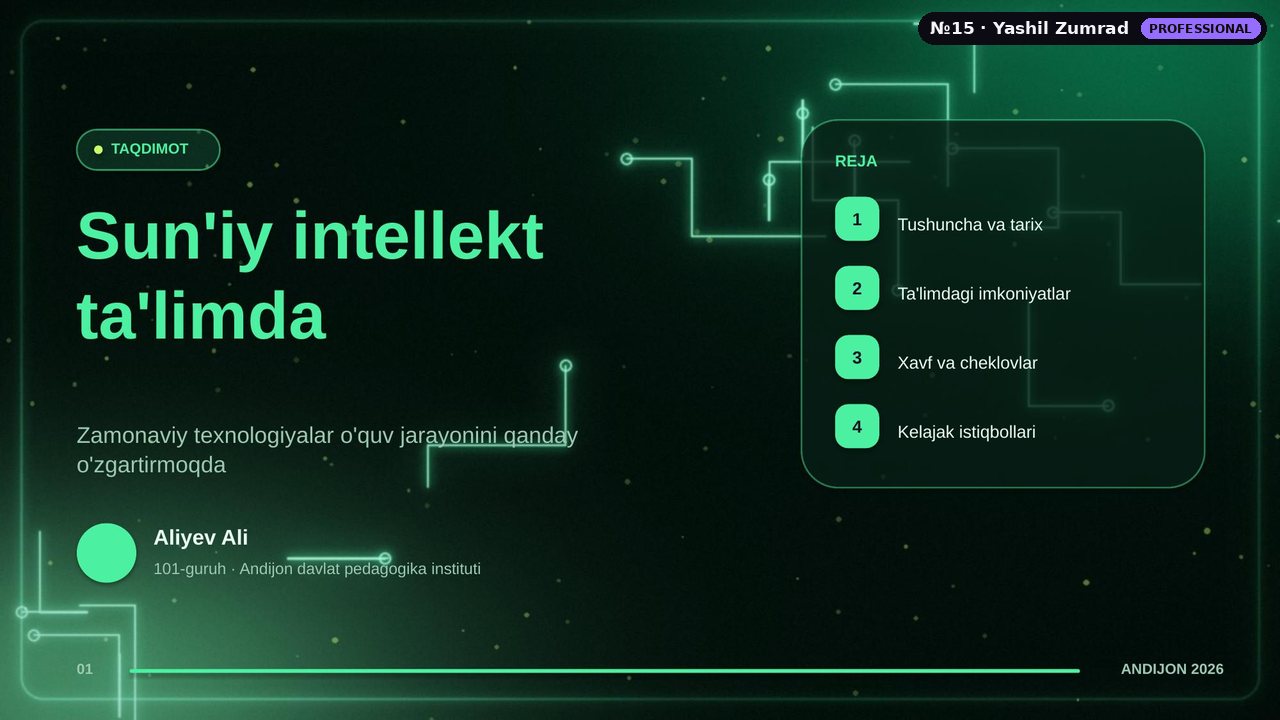 №15 · Yashil Zumrad PROFESSIONAL
TAQDIMOT
Sun'iy intellekt
ta'limda
Zamonaviy texnologiyalar o'quv jarayonini qanday
o'zgartirmoqda
Aliyev Ali
101-guruh · Andijon davlat pedagogika instituti
REJA
1 Tushuncha va tarix
2 Ta'limdagi imkoniyatlar
3 Xavf va cheklovlar
4 Kelajak istiqbollari
01
ANDIJON 2026